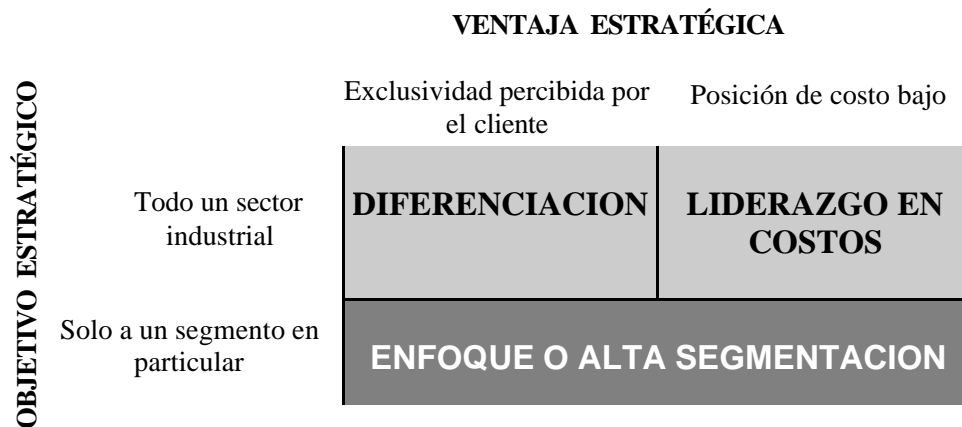 VENTAJA ESTRATÉGICA
Exclusividad percibida por
el cliente
Posición de costo bajo
OBJETIVO ESTRATÉGICO
Todo un sector
industrial
DIFERENCIACION
LIDERAZGO EN
COSTOS
Solo a un segmento en
particular
ENFOQUE O ALTA SEGMENTACION